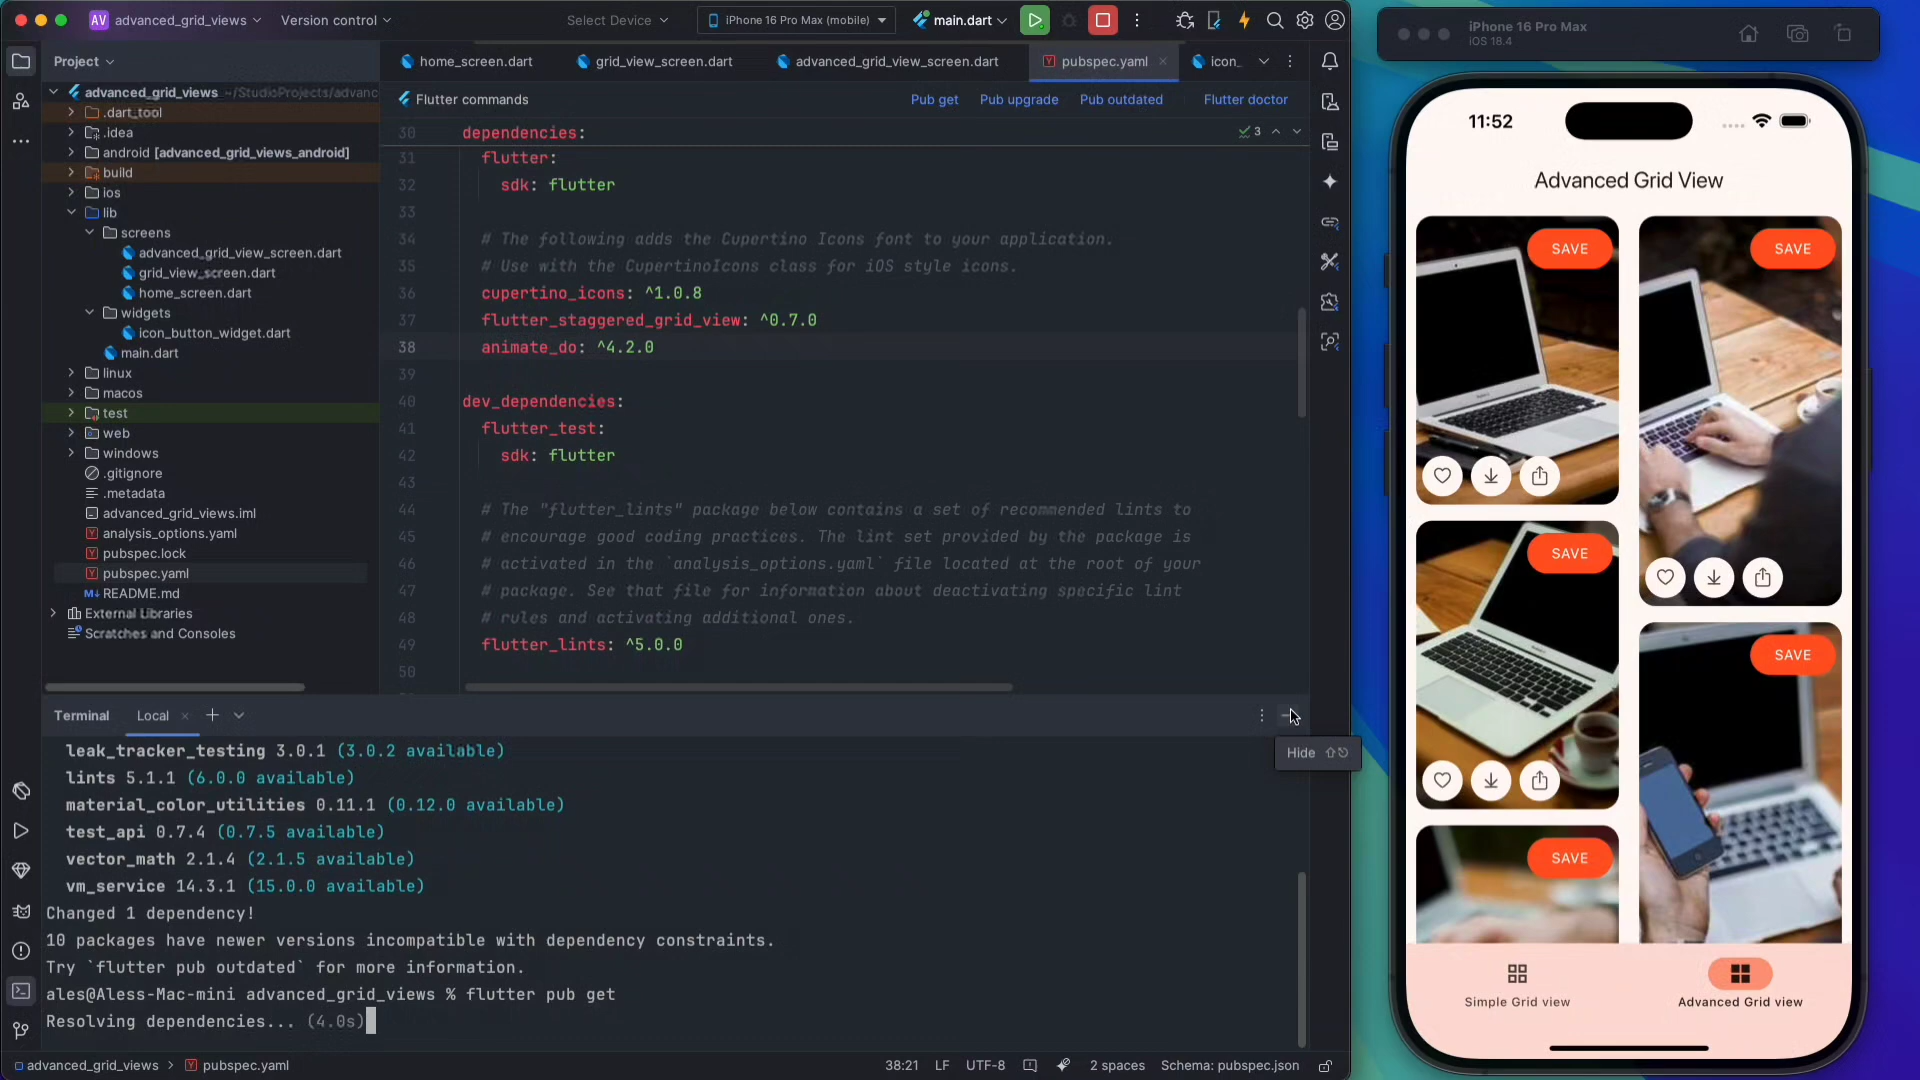 AV advanced_grid_views Version control Select Device iPhone 16 Pro Max (mobile) main.dart
Project
home_screen.dart grid_view_screen.dart advanced_grid_view_screen.dart pubspec.yaml icon_
Flutter commands Pub get Pub upgrade Pub outdated Flutter doctor
advanced_grid_views ~/StudioProjects/advanc
.dart_tool
.idea
android [advanced_grid_views_android]
build
ios
lib
screens
advanced_grid_view_screen.dart
grid_view_screen.dart
home_screen.dart
widgets
icon_button_widget.dart
main.dart
linux
macos
test
web
windows
.gitignore
.metadata
advanced_grid_views.iml
analysis_options.yaml
pubspec.lock
pubspec.yaml
README.md
External Libraries
Scratches and Consoles
30 dependencies: 3
31 flutter:
32 sdk: flutter
33
34 # The following adds the Cupertino Icons font to your application.
35 # Use with the CupertinoIcons class for iOS style icons.
36 cupertino_icons: ^1.0.8
37 flutter_staggered_grid_view: ^0.7.0
38 animate_do: ^4.2.0
39
40 dev_dependencies:
41 flutter_test:
42 sdk: flutter
43
44 # The "flutter_lints" package below contains a set of recommended lints to
45 # encourage good coding practices. The lint set provided by the package is
46 # activated in the `analysis_options.yaml` file located at the root of your
47 # package. See that file for information about deactivating specific lint
48 # rules and activating additional ones.
49 flutter_lints: ^5.0.0
50
Terminal Local
Hide
leak_tracker_testing 3.0.1 (3.0.2 available)
lints 5.1.1 (6.0.0 available)
material_color_utilities 0.11.1 (0.12.0 available)
test_api 0.7.4 (0.7.5 available)
vector_math 2.1.4 (2.1.5 available)
vm_service 14.3.1 (15.0.0 available)
Changed 1 dependency!
10 packages have newer versions incompatible with dependency constraints.
Try `flutter pub outdated` for more information.
ales@Aless-Mac-mini advanced_grid_views % flutter pub get
Resolving dependencies... (4.0s)
advanced_grid_views pubspec.yaml 38:21 LF UTF-8 2 spaces Schema: pubspec.json
iPhone 16 Pro Max
iOS 18.4
11:52
Advanced Grid View
SAVE SAVE
SAVE
SAVE
SAVE
Simple Grid view Advanced Grid view